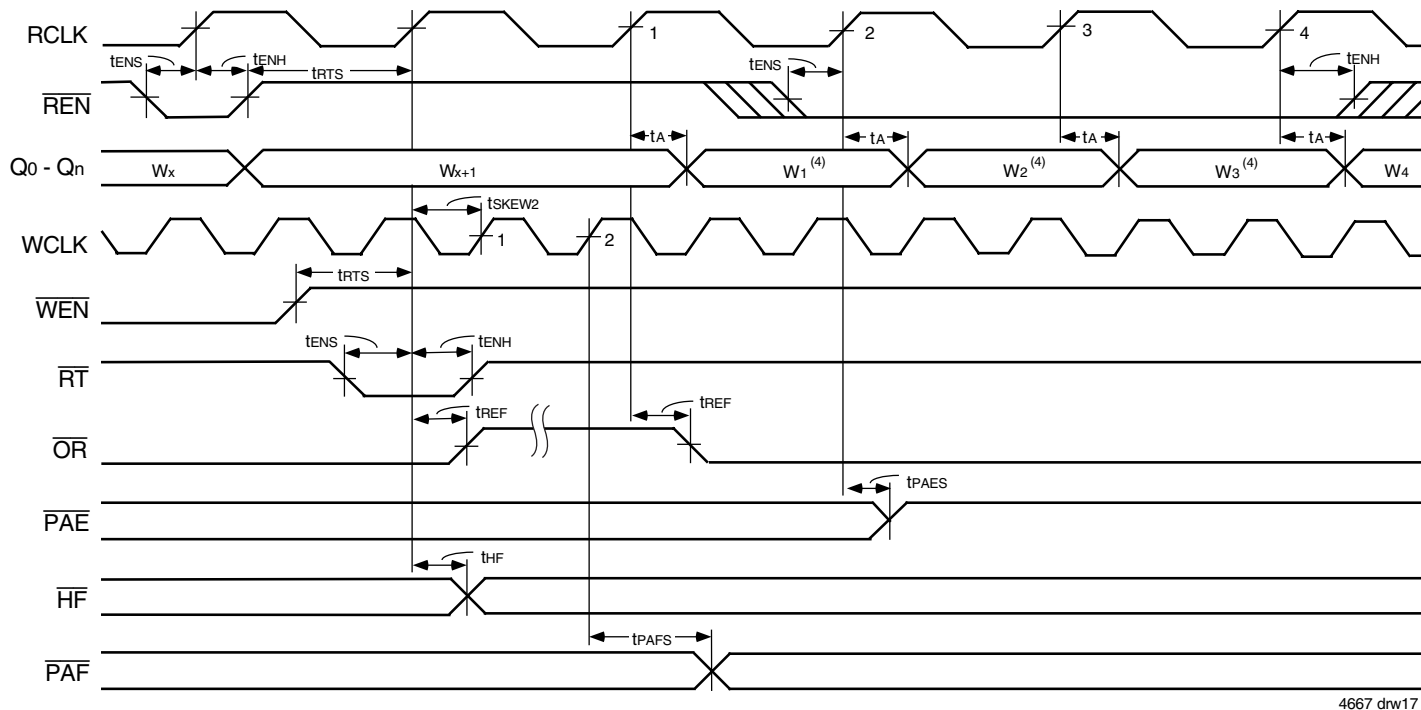 RCLK 1 2 3 4
tENS tENH tRTS tENS tENH
REN
tA tA tA tA
Q0 - Qn Wx Wx+1 W1(4) W2(4) W3(4) W4
tSKEW2
WCLK 1 2
tRTS
WEN
tENS tENH
RT
tREF tREF
OR
tPAES
PAE
tHF
HF
tPAFS
PAF
4667 drw17